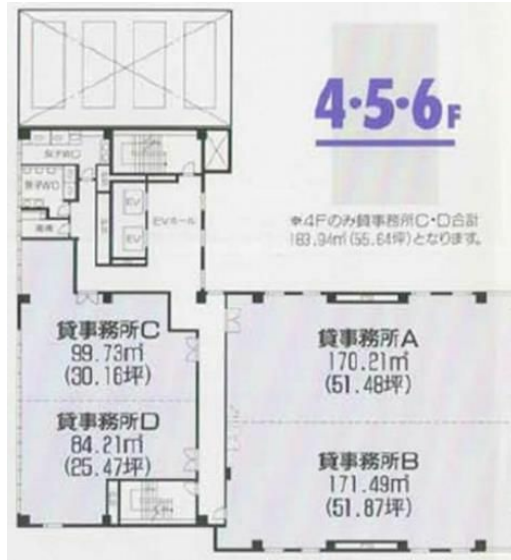 4・5・6F
※4Fのみ貸事務所C・D合計
183.94㎡(55.64坪)となります。
女子WC
男子WC
EV
EV
EVホール
貸事務所C
99.73㎡
(30.16坪)
貸事務所D
84.21㎡
(25.47坪)
貸事務所A
170.21㎡
(51.48坪)
貸事務所B
171.49㎡
(51.87坪)